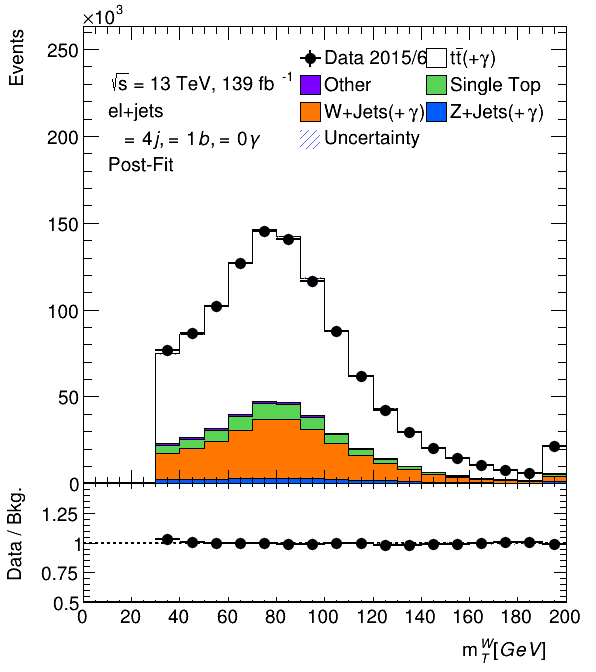 ×10³
Events
250
200
150
100
50
0
√s = 13 TeV, 139 fb⁻¹
el+jets
= 4j, = 1b, = 0γ
Post-Fit
Data 2015/6
tt̄(+γ)
Other
Single Top
W+Jets(+γ)
Z+Jets(+γ)
Uncertainty
Data / Bkg.
1.25
1
0.75
0.5
0 20 40 60 80 100 120 140 160 180 200
m_T^W[GeV]